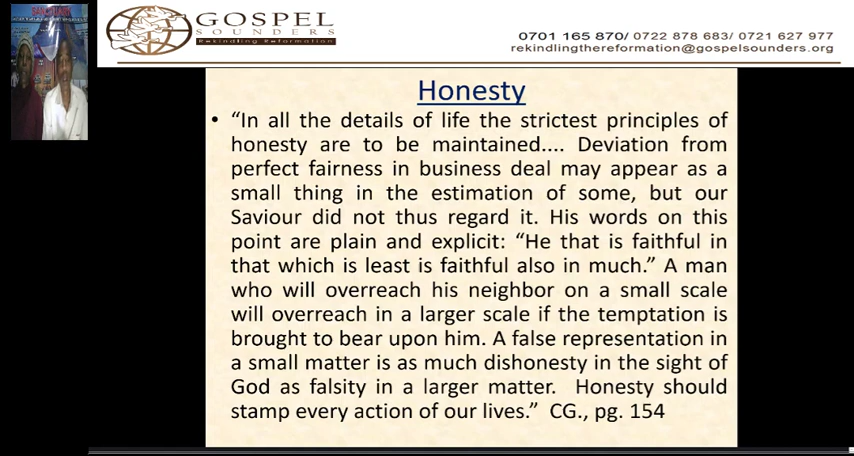 GOSPEL
SOUNDERS
Rekindling Reformation
0701 165 870/ 0722 878 683/ 0721 627 977
rekindlingthereformation@gospelsounders.org
Honesty
• “In all the details of life the strictest principles of
honesty are to be maintained.... Deviation from
perfect fairness in business deal may appear as a
small thing in the estimation of some, but our
Saviour did not thus regard it. His words on this
point are plain and explicit: “He that is faithful in
that which is least is faithful also in much.” A man
who will overreach his neighbor on a small scale
will overreach in a larger scale if the temptation is
brought to bear upon him. A false representation in
a small matter is as much dishonesty in the sight of
God as falsity in a larger matter.  Honesty should
stamp every action of our lives.”  CG., pg. 154